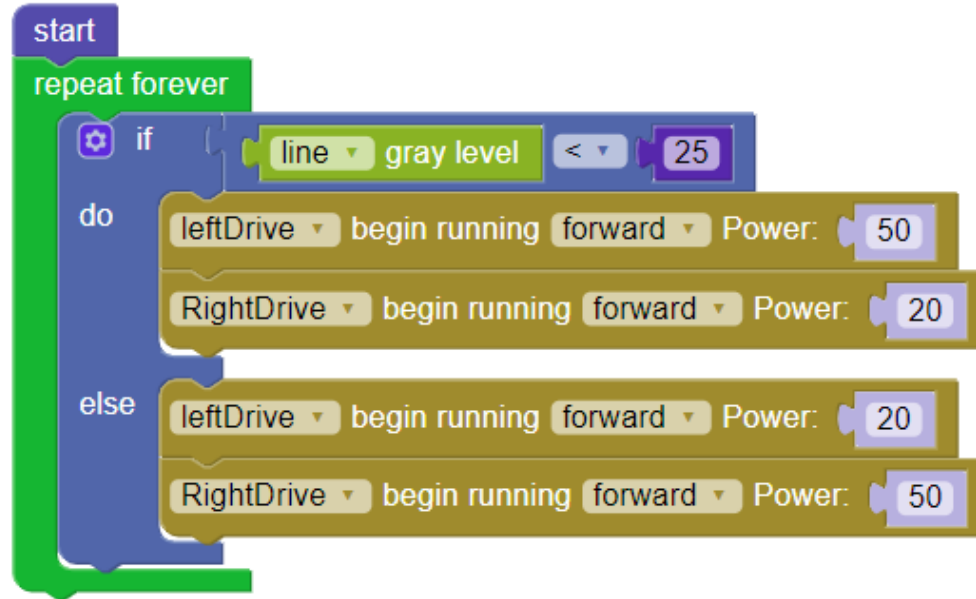 start
repeat forever
if line gray level < 25
do
leftDrive begin running forward Power: 50
RightDrive begin running forward Power: 20
else
leftDrive begin running forward Power: 20
RightDrive begin running forward Power: 50